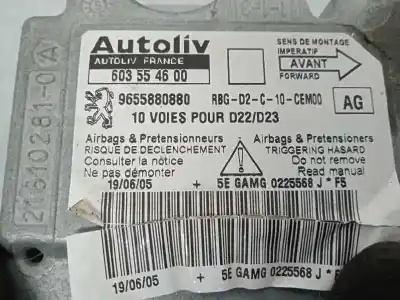 Autoliv
AUTOLIV FRANCE
603 55 46 00
SENS DE MONTAGE
AVANT
FORWARD
9655880880
RBG-D2-C-10-CEM00
AG
10 VOIES POUR D22/D23
Airbags & Pretensionneurs
RISQUE DE DECLENCHEMENT
Consulter la notice
Ne pas démonter
Airbags & Pretensioners
TRIGGERING HASARD
Do not remove
Read manual
19/06/05 + 5E GAMG 0225568 J * F5
19/06/05 + 5E GAMG 0225568 J *
21610281-0 A